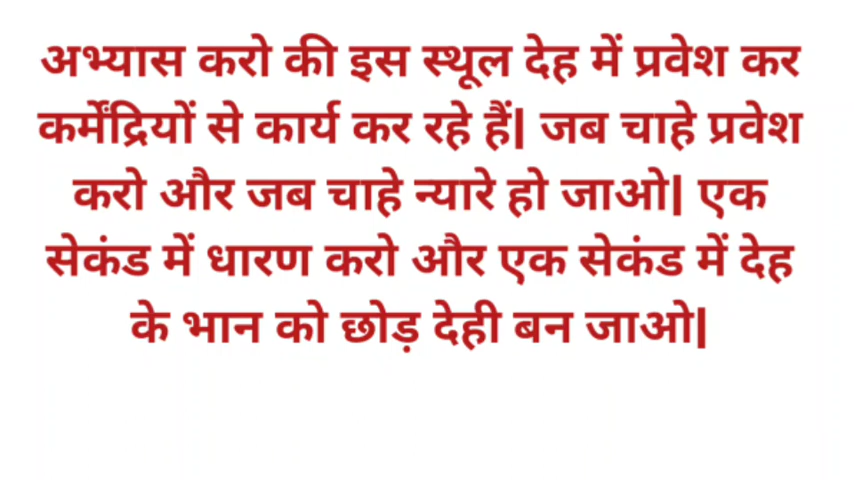 अभ्यास करो की इस स्थूल देह में प्रवेश कर
कर्मेंद्रियों से कार्य कर रहे हैं| जब चाहे प्रवेश
करो और जब चाहे न्यारे हो जाओ| एक
सेकंड में धारण करो और एक सेकंड में देह
के भान को छोड़ देही बन जाओ|